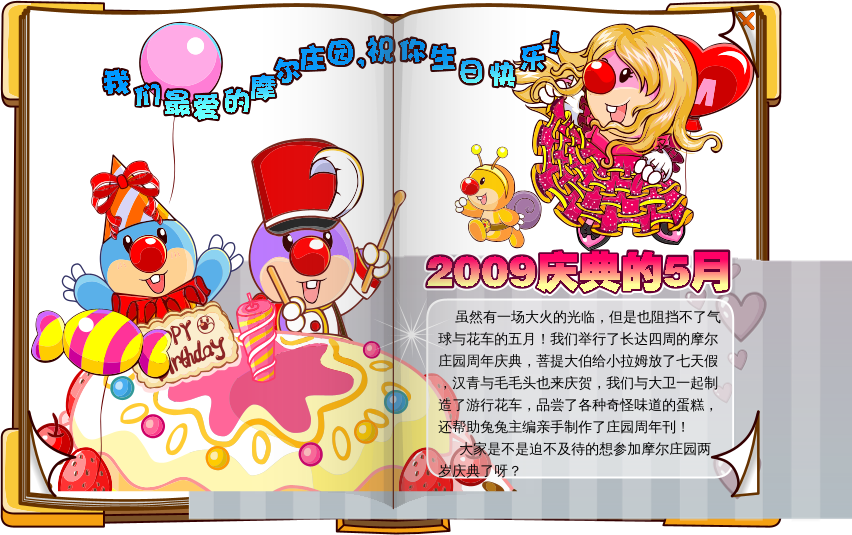 我们最爱的摩尔庄园,祝你生日快乐!
2009庆典的5月
虽然有一场大火的光临，但是也阻挡不了气
球与花车的五月！我们举行了长达四周的摩尔
庄园周年庆典，菩提大伯给小拉姆放了七天假
，汉青与毛毛头也来庆贺，我们与大卫一起制
造了游行花车，品尝了各种奇怪味道的蛋糕，
还帮助兔兔主编亲手制作了庄园周年刊！
大家是不是迫不及待的想参加摩尔庄园两
岁庆典了呀？
ppy
Birthday